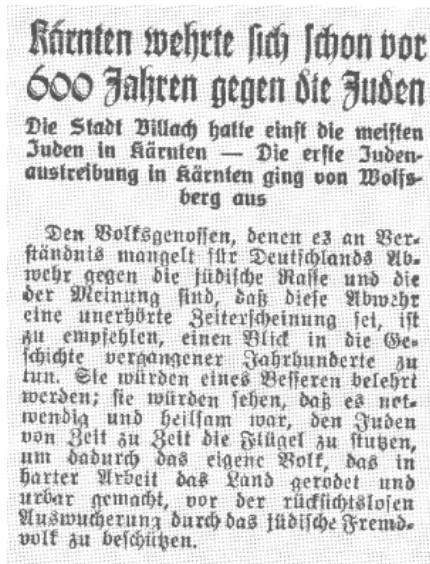 Kärnten wehrte sich schon vor
600 Jahren gegen die Juden
Die Stadt Villach hatte einst die meisten
Juden in Kärnten — Die erste Juden-
austreibung in Kärnten ging von Wolfs-
berg aus
Den Volksgenossen, denen es an Ver-
ständnis mangelt für Deutschlands Ab-
wehr gegen die jüdische Rasse und die
der Meinung sind, daß diese Abwehr
eine unerhörte Zeiterscheinung sei, ist
zu empfehlen, einen Blick in die Ge-
schichte vergangener Jahrhunderte zu
tun. Sie würden eines Besseren belehrt
werden; sie würden sehen, daß es not-
wendig und heilsam war, den Juden
von Zeit zu Zeit die Flügel zu stutzen,
um dadurch das eigene Volk, das in
harter Arbeit das Land gerodet und
urbar gemacht, vor der rücksichtslosen
Auswucherung durch das jüdische Fremd-
volk zu beschützen.